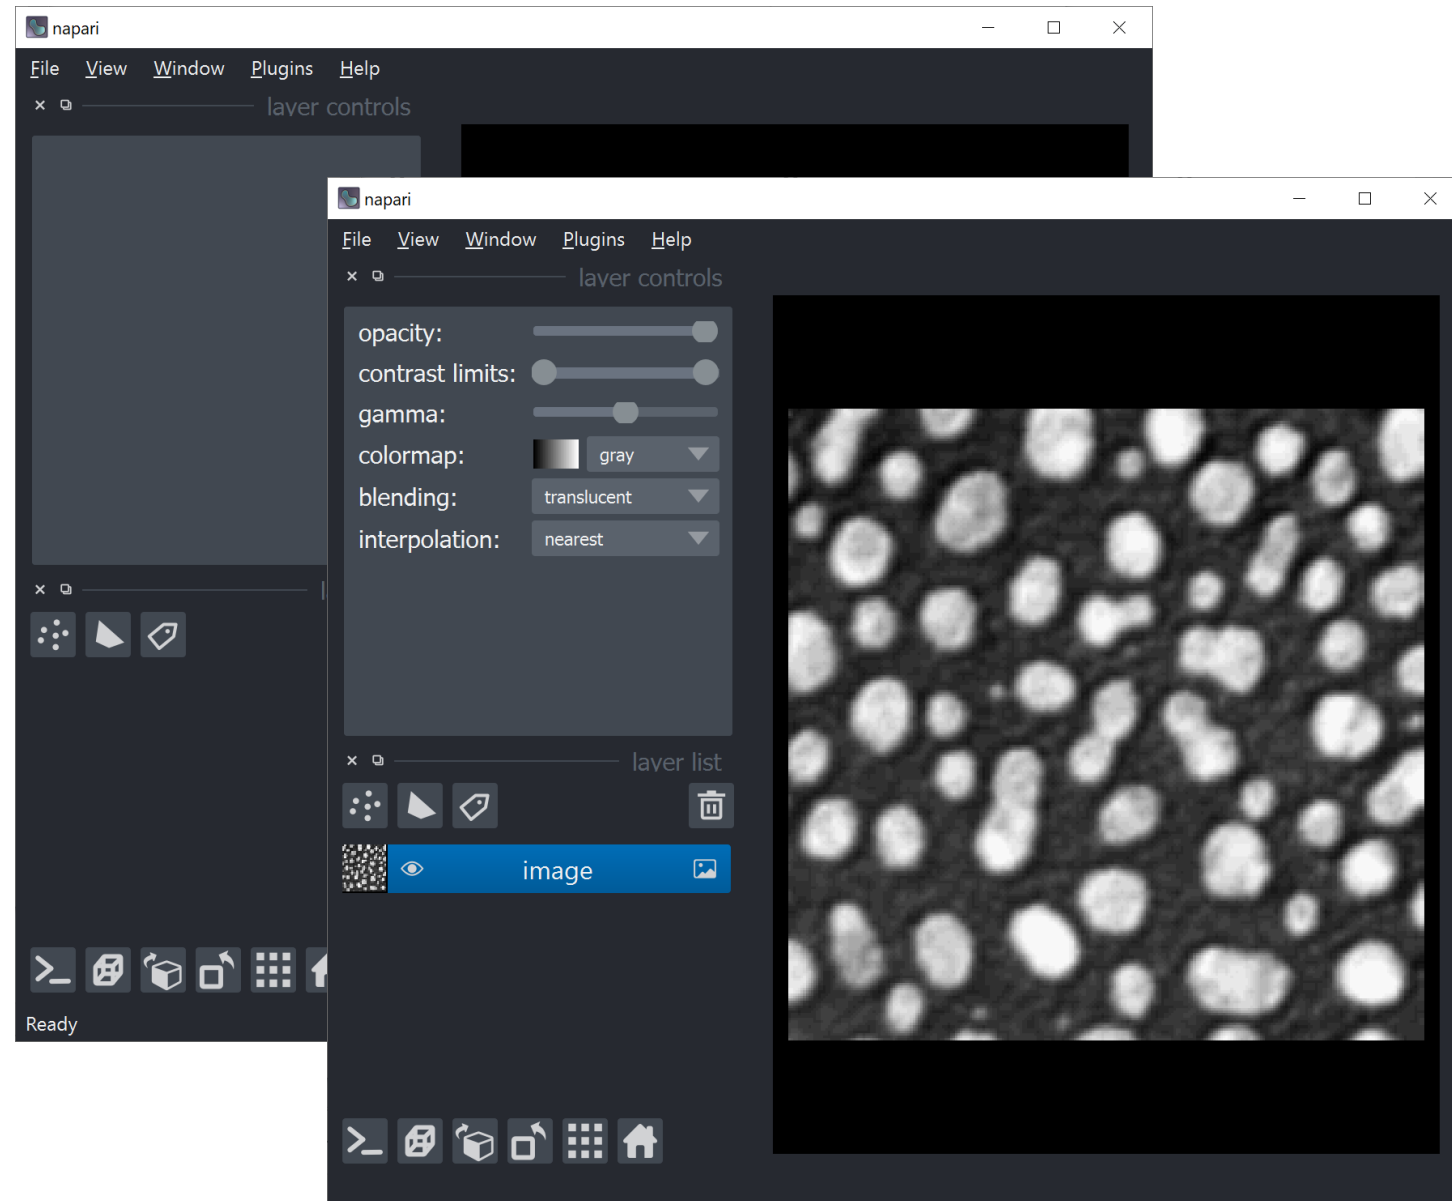 napari
File View Window Plugins Help
layer controls
Ready
napari
File View Window Plugins Help
layer controls
opacity:
contrast limits:
gamma:
colormap: gray
blending: translucent
interpolation: nearest
layer list
image